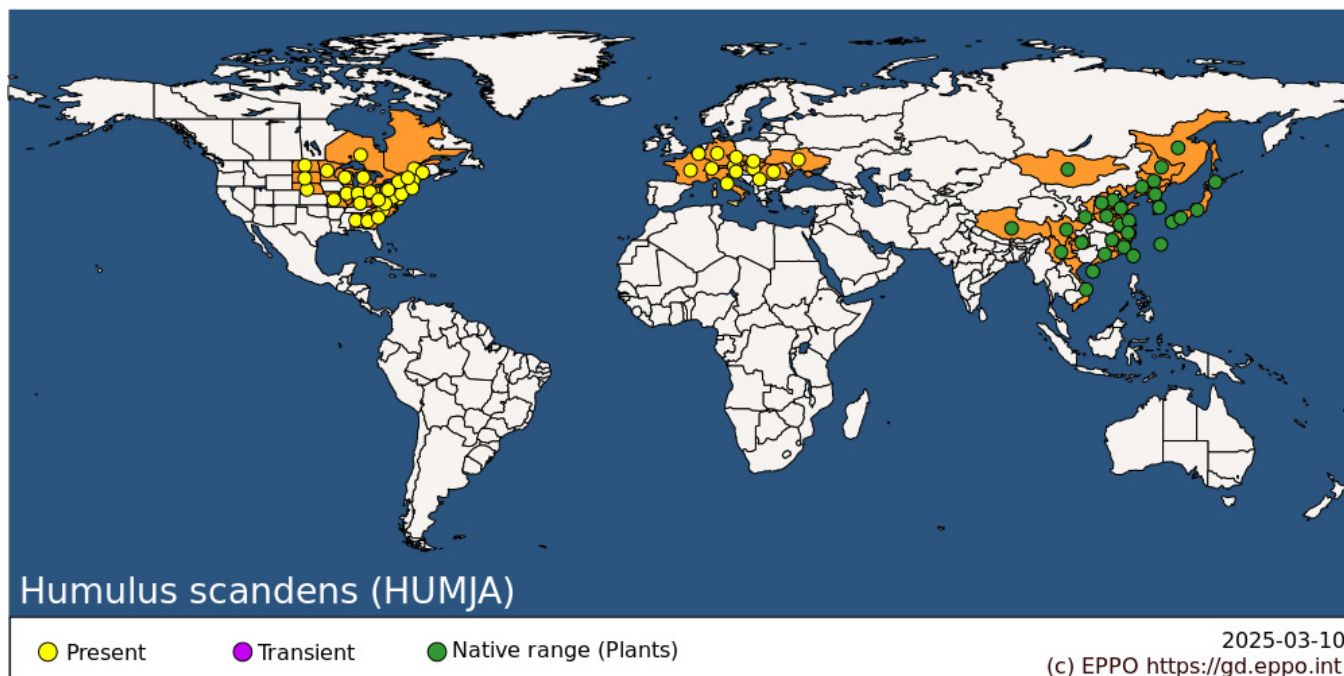 Humulus scandens (HUMJA)
Present
Transient
Native range (Plants)
2025-03-10
(c) EPPO https://gd.eppo.int